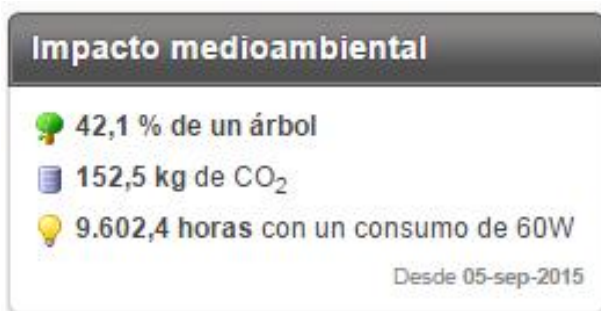 Impacto medioambiental
42,1 % de un árbol
152,5 kg de CO₂
9.602,4 horas con un consumo de 60W
Desde 05-sep-2015